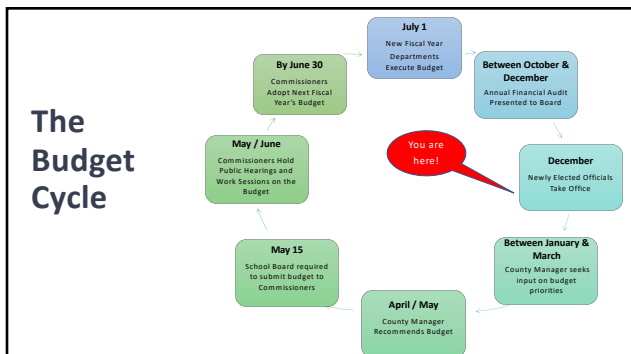 The
Budget
Cycle
July 1
New Fiscal Year
Departments
Execute Budget
Between October &
December
Annual Financial Audit
Presented to Board
You are
here!
December
Newly Elected Officials
Take Office
Between January &
March
County Manager seeks
input on budget
priorities
April / May
County Manager
Recommends Budget
May 15
School Board required
to submit budget to
Commissioners
May / June
Commissioners Hold
Public Hearings and
Work Sessions on the
Budget
By June 30
Commissioners
Adopt Next Fiscal
Year's Budget